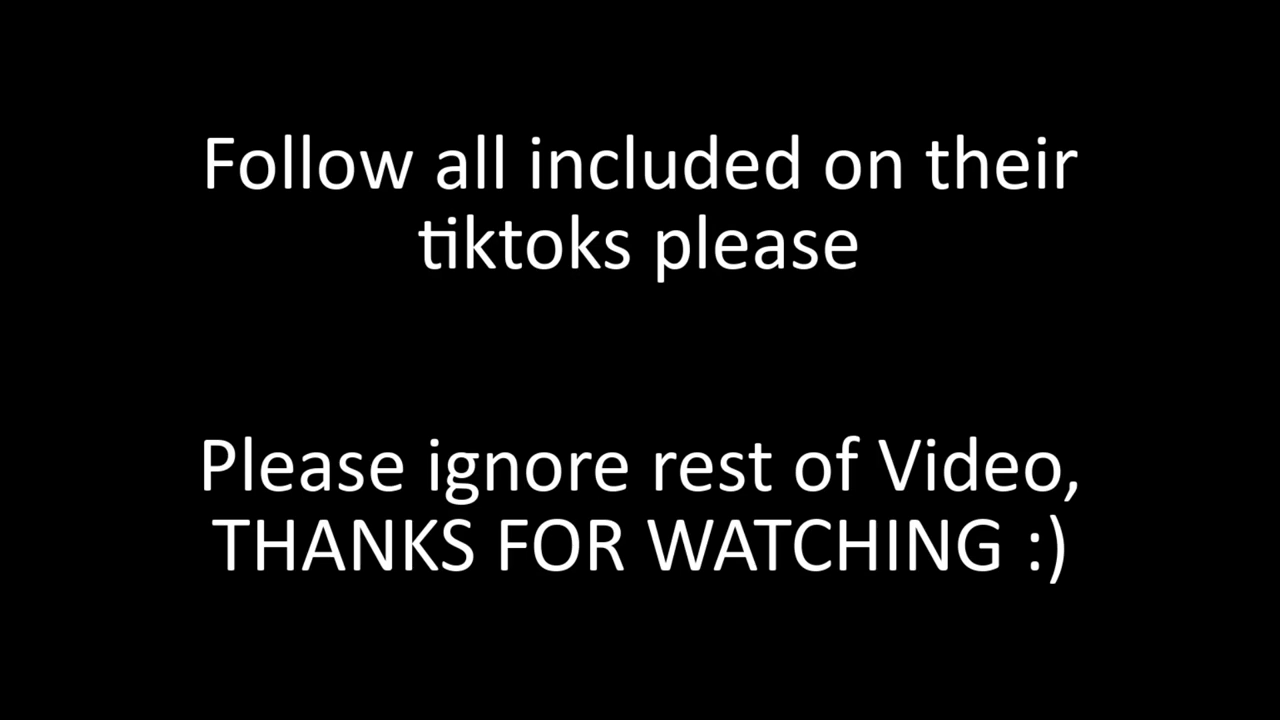 Follow all included on their
tiktoks please
Please ignore rest of Video,
THANKS FOR WATCHING :)